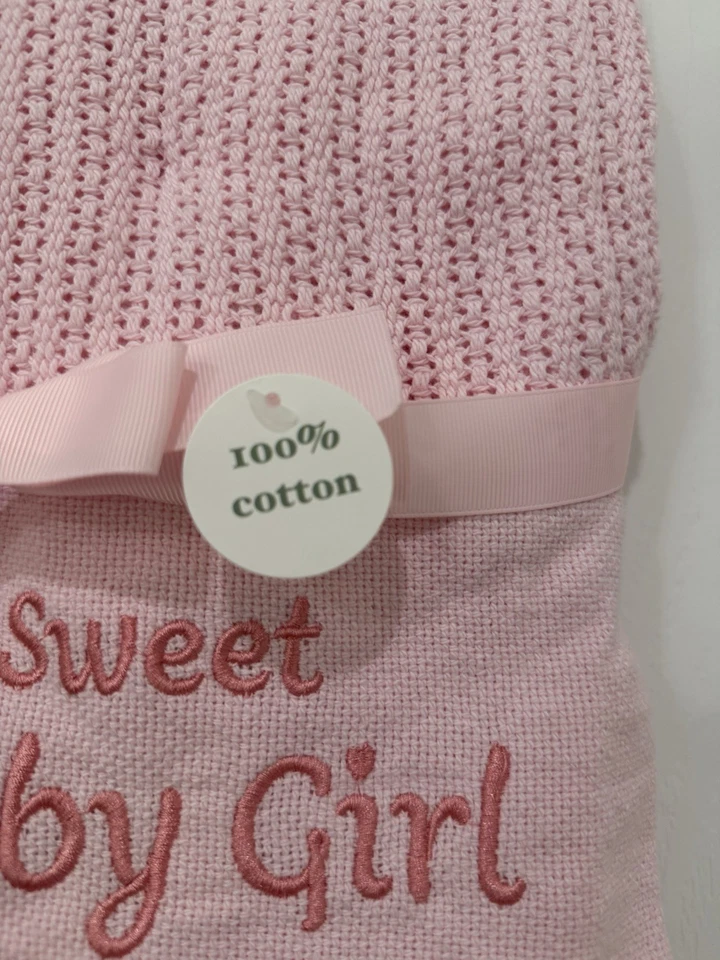 100%
cotton
Sweet
by Girl